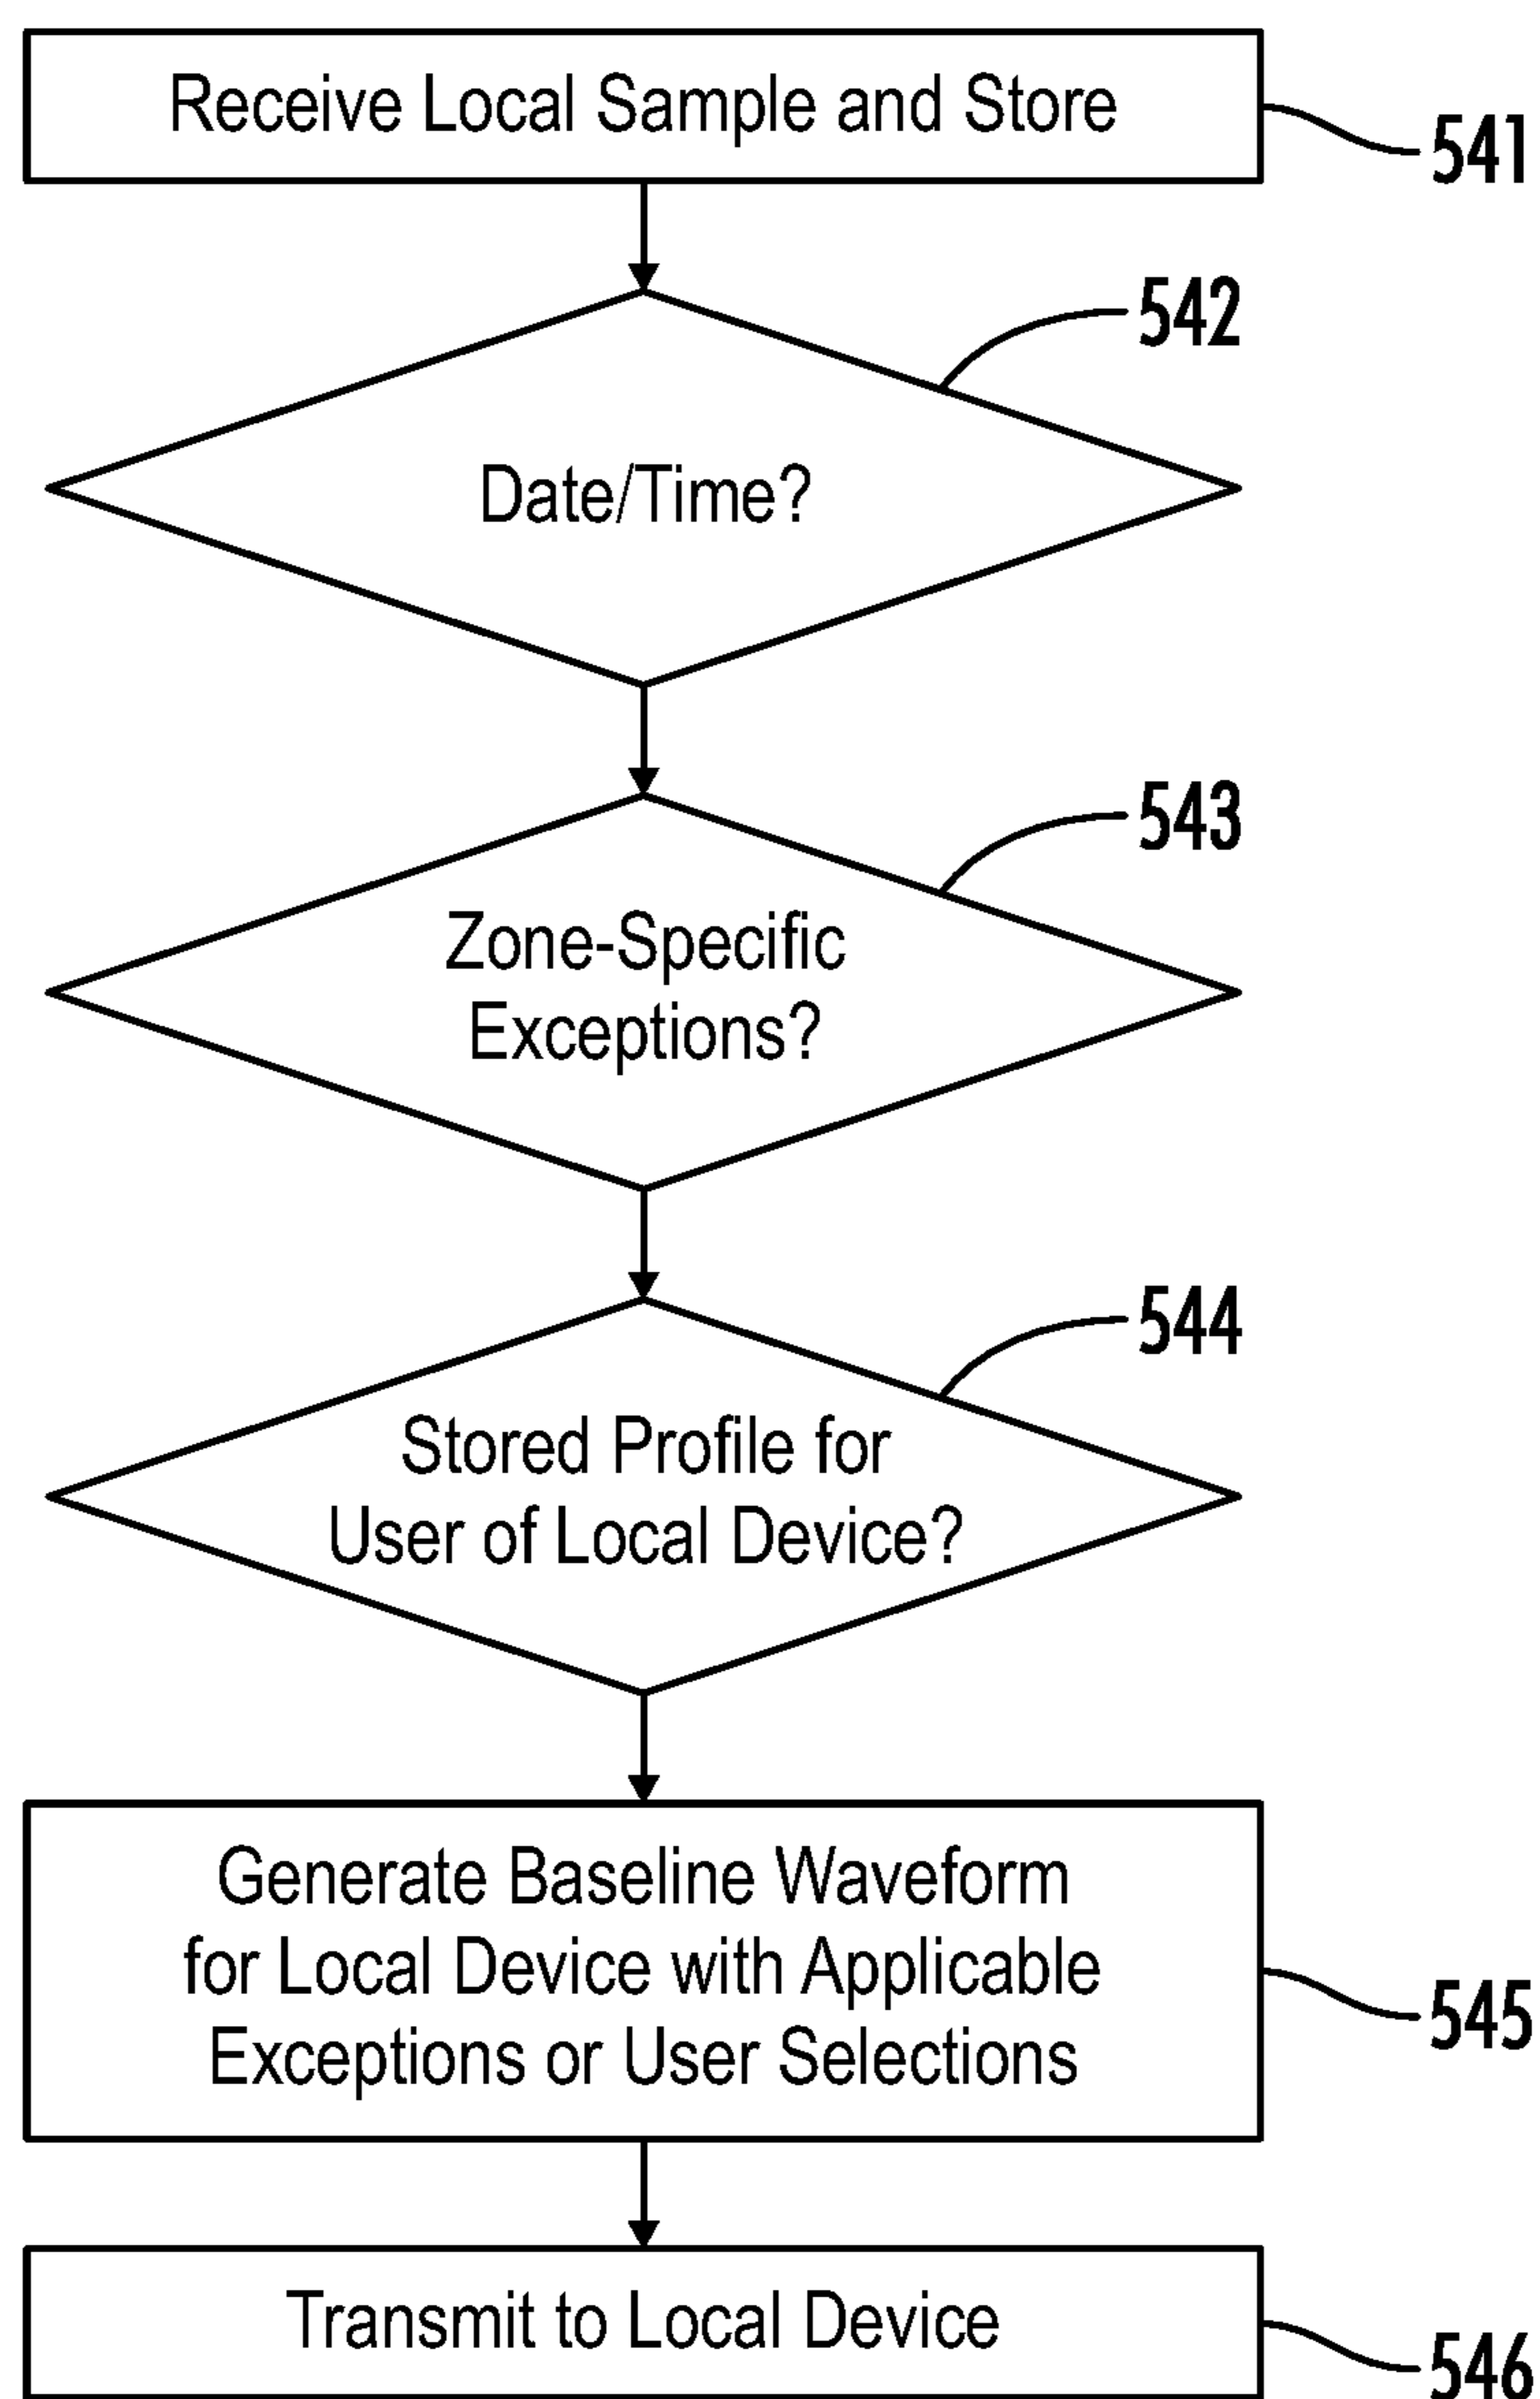 Receive Local Sample and Store
541
542
Date/Time?
543
Zone-Specific
Exceptions?
544
Stored Profile for
User of Local Device?
Generate Baseline Waveform
for Local Device with Applicable
Exceptions or User Selections
545
Transmit to Local Device
546